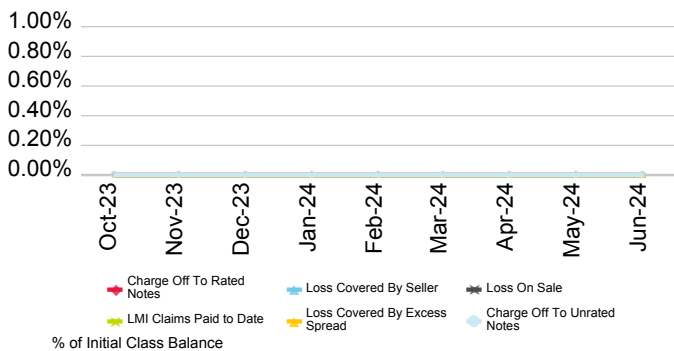 1.00%
0.80%
0.60%
0.40%
0.20%
0.00%
Oct-23
Nov-23
Dec-23
Jan-24
Feb-24
Mar-24
Apr-24
May-24
Jun-24
Charge Off To Rated
Notes
Loss Covered By Seller
Loss On Sale
LMI Claims Paid to Date
Loss Covered By Excess
Spread
Charge Off To Unrated
Notes
% of Initial Class Balance